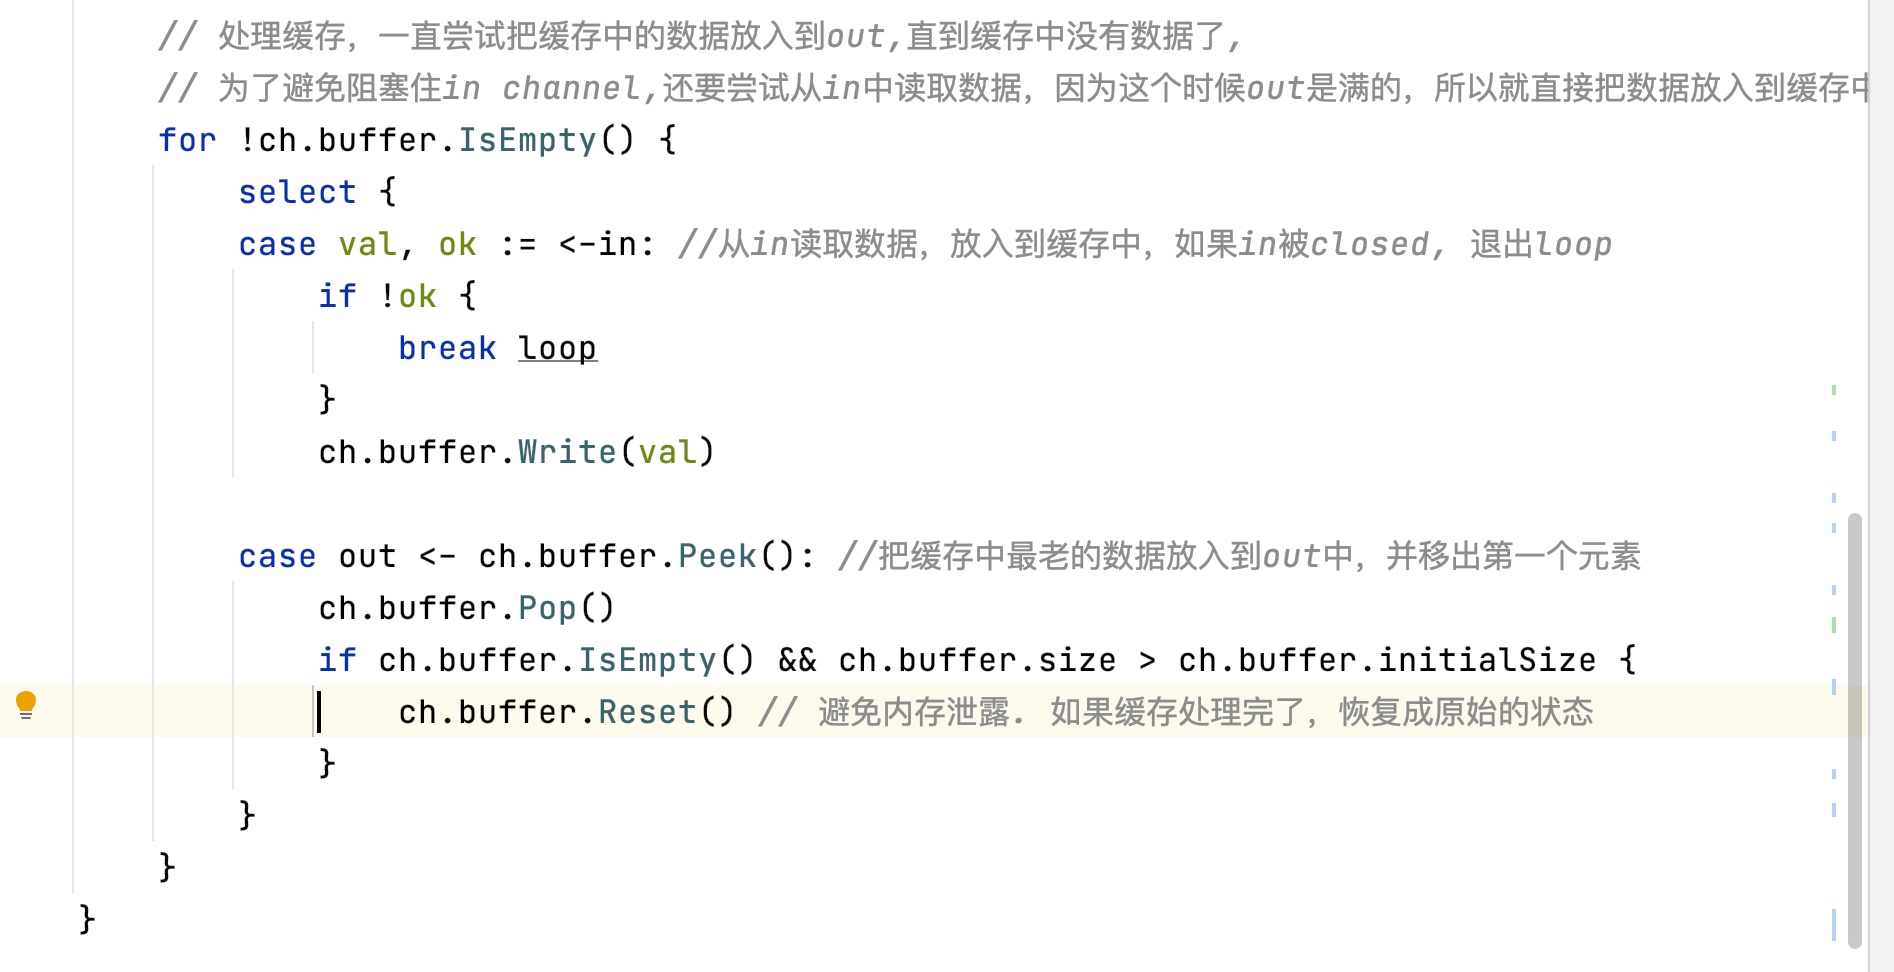 // 处理缓存，一直尝试把缓存中的数据放入到out,直到缓存中没有数据了,
// 为了避免阻塞住in channel,还要尝试从in中读取数据，因为这个时候out是满的，所以就直接把数据放入到缓存中
for !ch.buffer.IsEmpty() {
select {
case val, ok := <-in: //从in读取数据，放入到缓存中，如果in被closed, 退出loop
if !ok {
break loop
}
ch.buffer.Write(val)
case out <- ch.buffer.Peek(): //把缓存中最老的数据放入到out中，并移出第一个元素
ch.buffer.Pop()
if ch.buffer.IsEmpty() && ch.buffer.size > ch.buffer.initialSize {
ch.buffer.Reset() // 避免内存泄露. 如果缓存处理完了，恢复成原始的状态
}
}
}
}